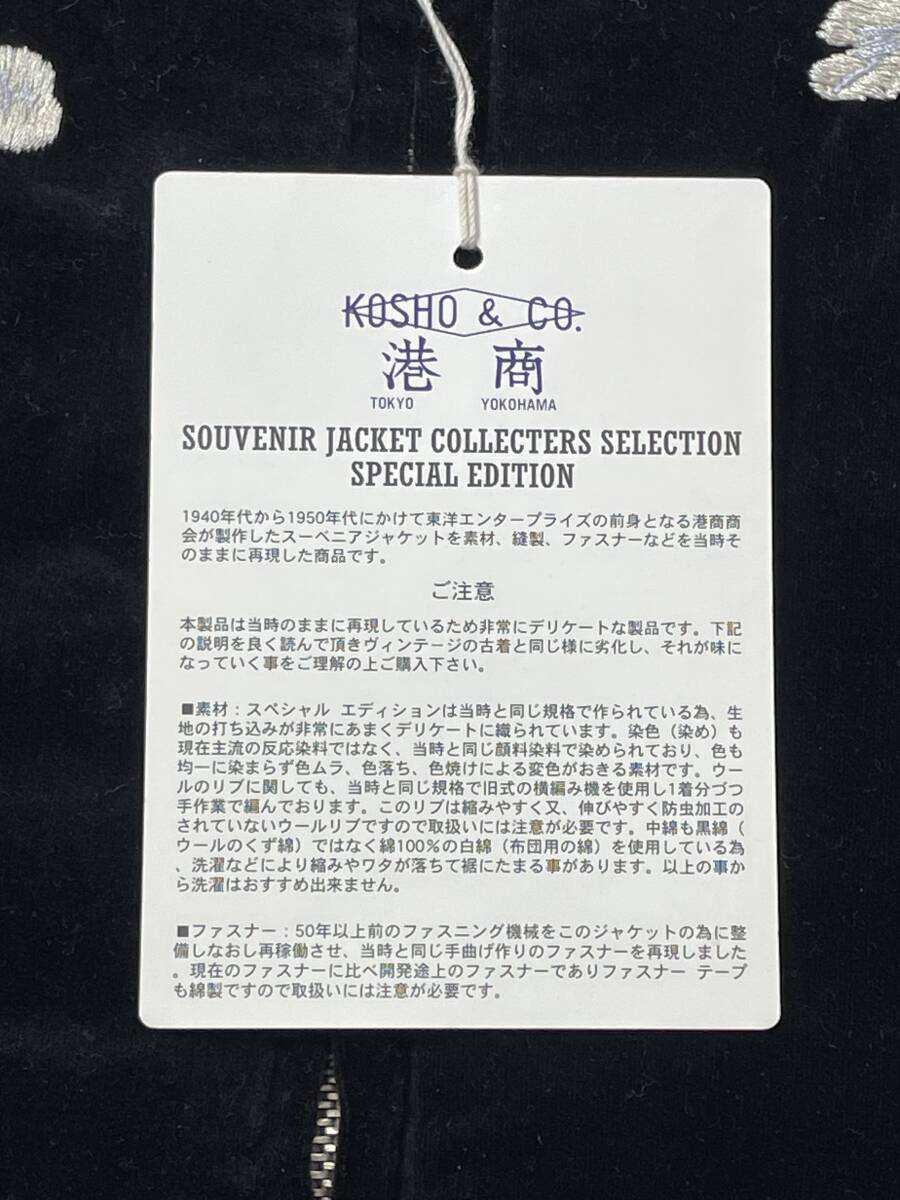 KOSHO & CO.
港 商
TOKYO YOKOHAMA
SOUVENIR JACKET COLLECTERS SELECTION
SPECIAL EDITION
1940年代から1950年代にかけて東洋エンタープライズの前身となる港商商
会が製作したスーベニアジャケットを素材、縫製、ファスナーなどを当時そ
のままに再現した商品です。
ご注意
本製品は当時のままに再現しているため非常にデリケートな製品です。下記
の説明を良く読んで頂きヴィンテージの古着と同じ様に劣化し、それが味に
なっていく事をご理解の上ご購入下さい。
■素材：スペシャル エディションは当時と同じ規格で作られている為、生
地の打ち込みが非常にあまくデリケートに織られています。染色（染め）も
現在主流の反応染料ではなく、当時と同じ顔料染料で染められており、色も
均一に染まらず色ムラ、色落ち、色焼けによる変色がおきる素材です。ウー
ルのリブに関しても、当時と同じ規格で旧式の横編み機を使用し1着分づつ
手作業で編んでおります。このリブは縮みやすく又、伸びやすく防虫加工の
されていないウールリブですので取扱いには注意が必要です。中綿も黒綿（
ウールのくず綿）ではなく綿100％の白綿（布団用の綿）を使用している為
、洗濯などにより縮みやワタが落ちて裾にたまる事があります。以上の事か
ら洗濯はおすすめ出来ません。
■ファスナー：50年以上前のファスニング機械をこのジャケットの為に整
備しなおし再稼働させ、当時と同じ手曲げ作りのファスナーを再現しました
。現在のファスナーに比べ開発途上のファスナーでありファスナー テープ
も綿製ですので取扱いには注意が必要です。